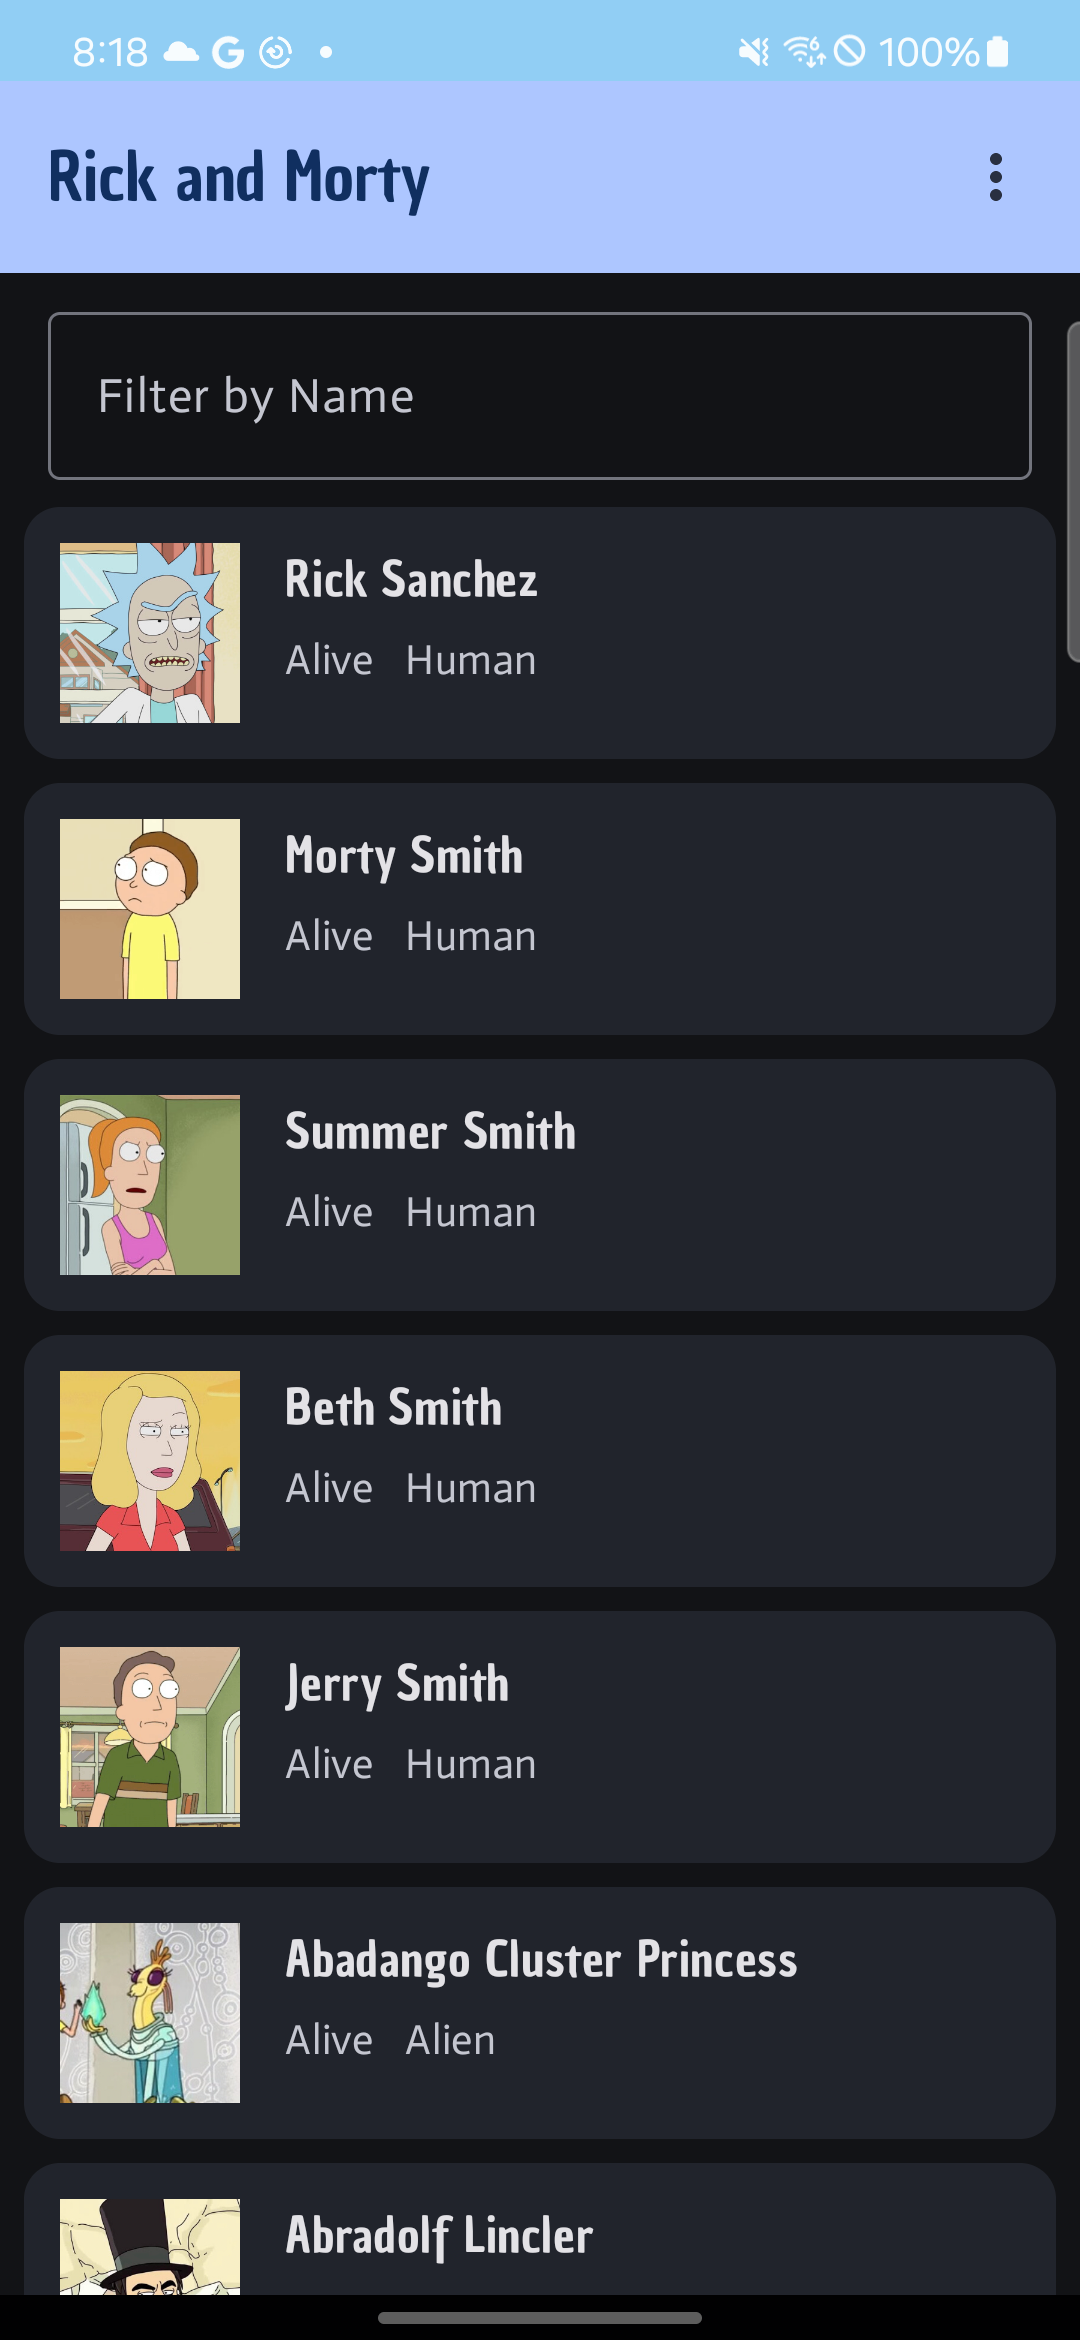 8:18 100%
Rick and Morty
Filter by Name
Rick Sanchez
Alive Human
Morty Smith
Alive Human
Summer Smith
Alive Human
Beth Smith
Alive Human
Jerry Smith
Alive Human
Abadango Cluster Princess
Alive Alien
Abradolf Lincler